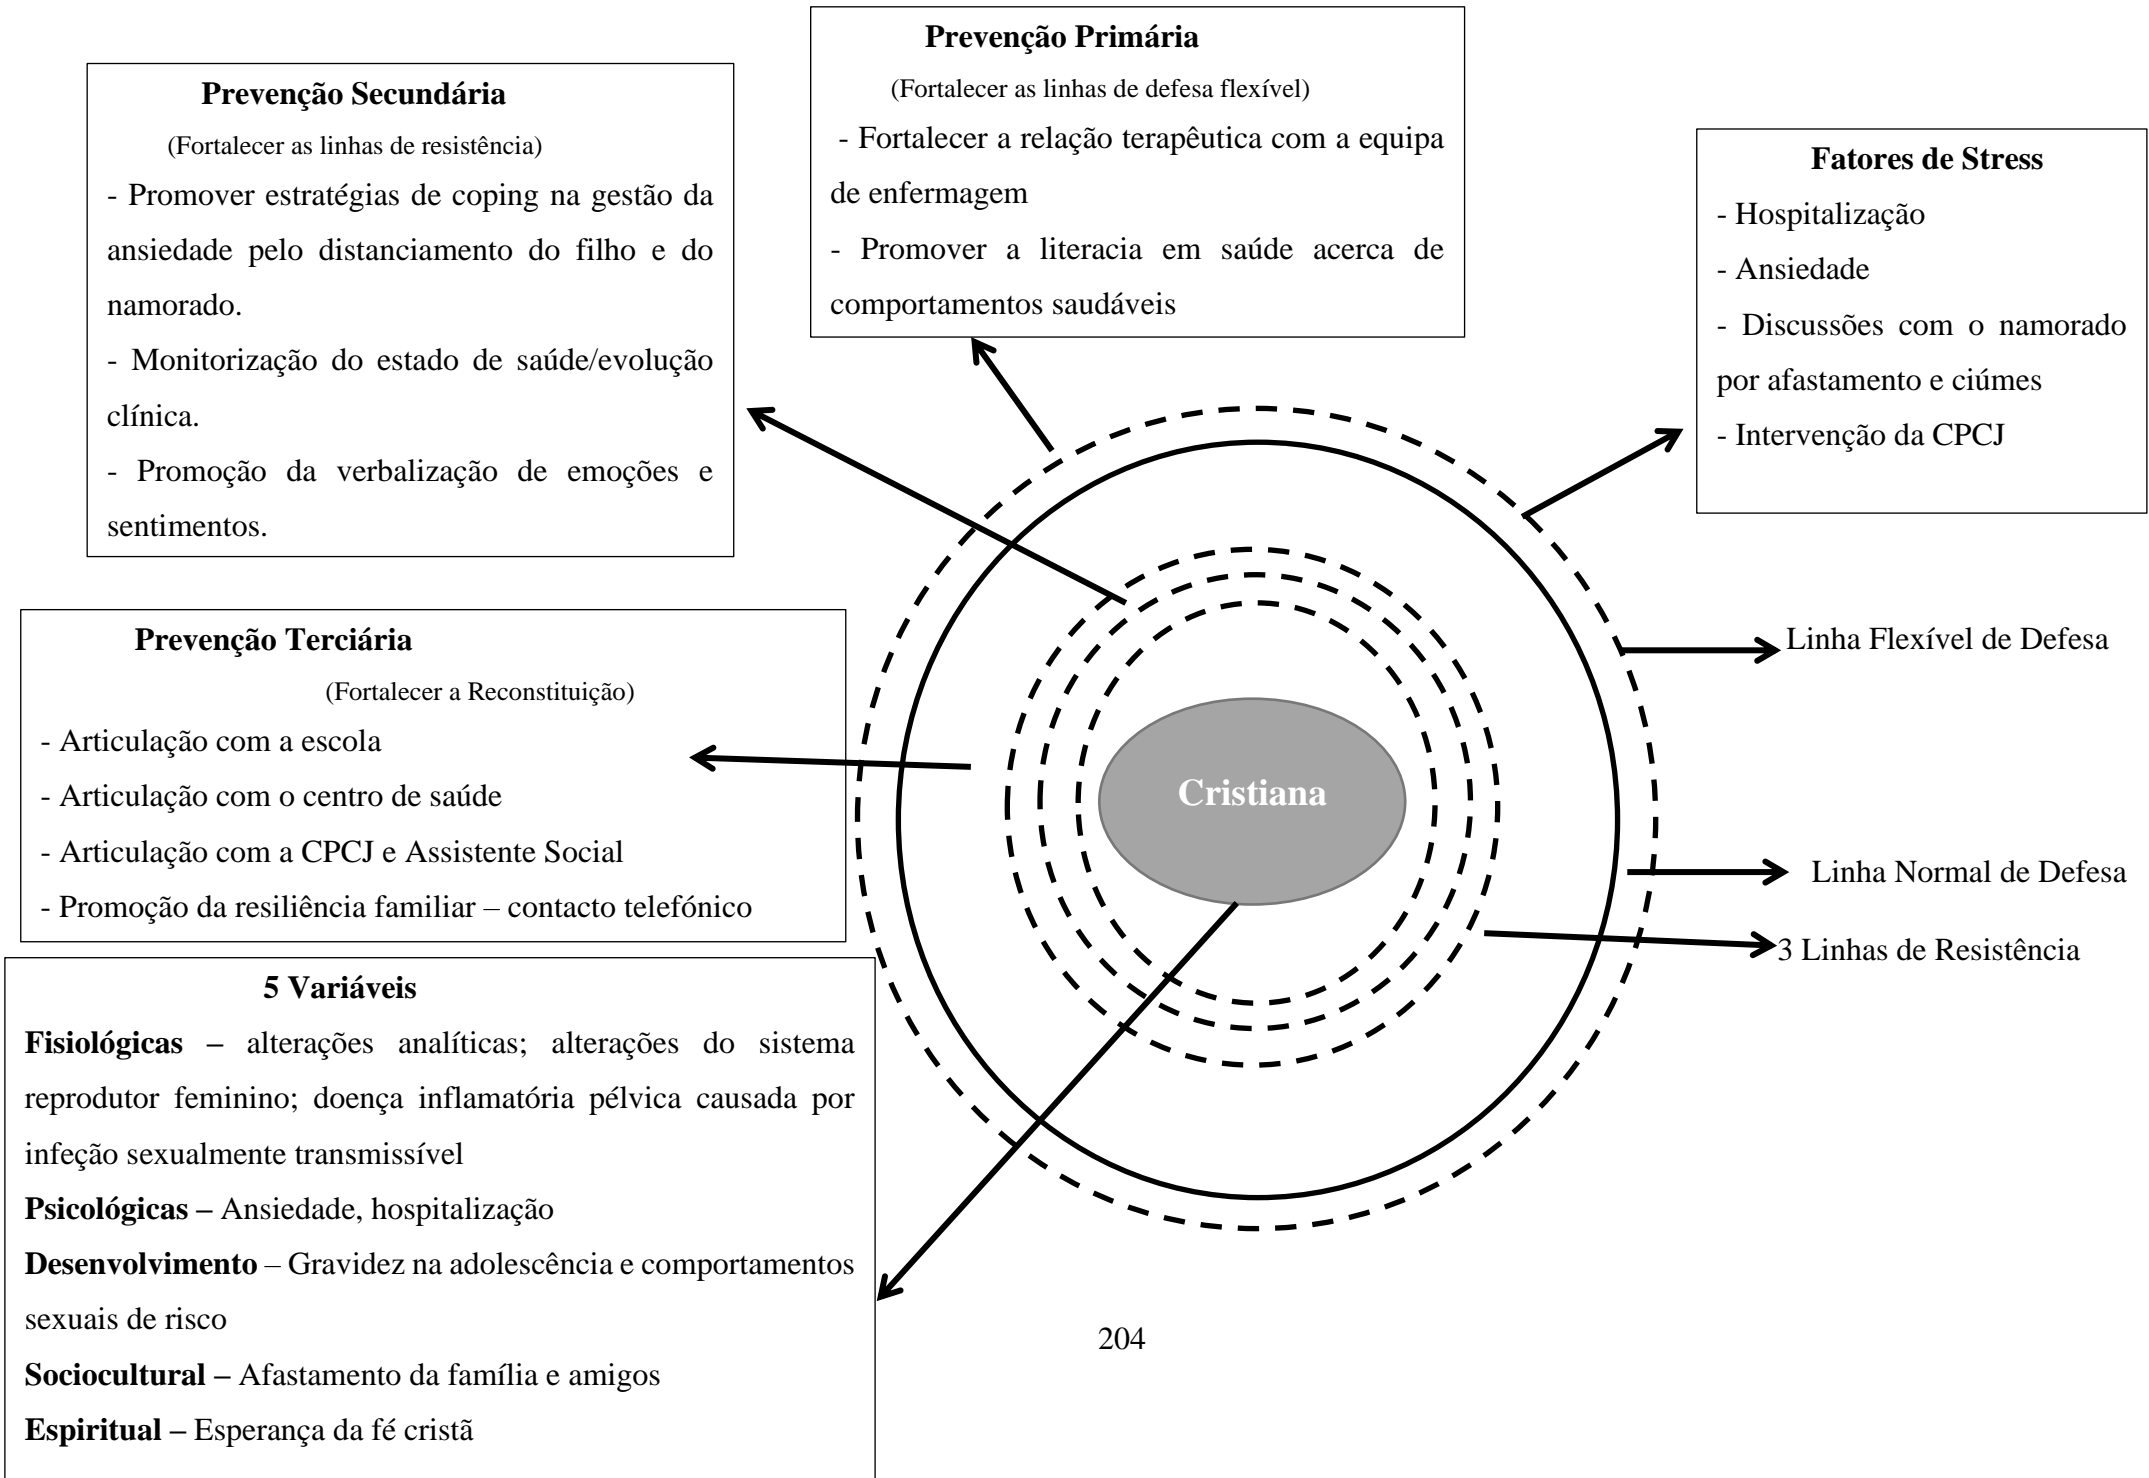 Prevenção Primária
(Fortalecer as linhas de defesa flexível)
- Fortalecer a relação terapêutica com a equipa
de enfermagem
- Promover a literacia em saúde acerca de
comportamentos saudáveis
Prevenção Secundária
(Fortalecer as linhas de resistência)
- Promover estratégias de coping na gestão da
ansiedade pelo distanciamento do filho e do
namorado.
- Monitorização do estado de saúde/evolução
clínica.
- Promoção da verbalização de emoções e
sentimentos.
Fatores de Stress
- Hospitalização
- Ansiedade
- Discussões com o namorado
por afastamento e ciúmes
- Intervenção da CPCJ
Prevenção Terciária
(Fortalecer a Reconstituição)
- Articulação com a escola
- Articulação com o centro de saúde
- Articulação com a CPCJ e Assistente Social
- Promoção da resiliência familiar – contacto telefónico
Cristiana
Linha Flexível de Defesa
Linha Normal de Defesa
3 Linhas de Resistência
5 Variáveis
Fisiológicas – alterações analíticas; alterações do sistema
reprodutor feminino; doença inflamatória pélvica causada por
infeção sexualmente transmissível
Psicológicas – Ansiedade, hospitalização
Desenvolvimento – Gravidez na adolescência e comportamentos
sexuais de risco
Sociocultural – Afastamento da família e amigos
Espiritual – Esperança da fé cristã
204